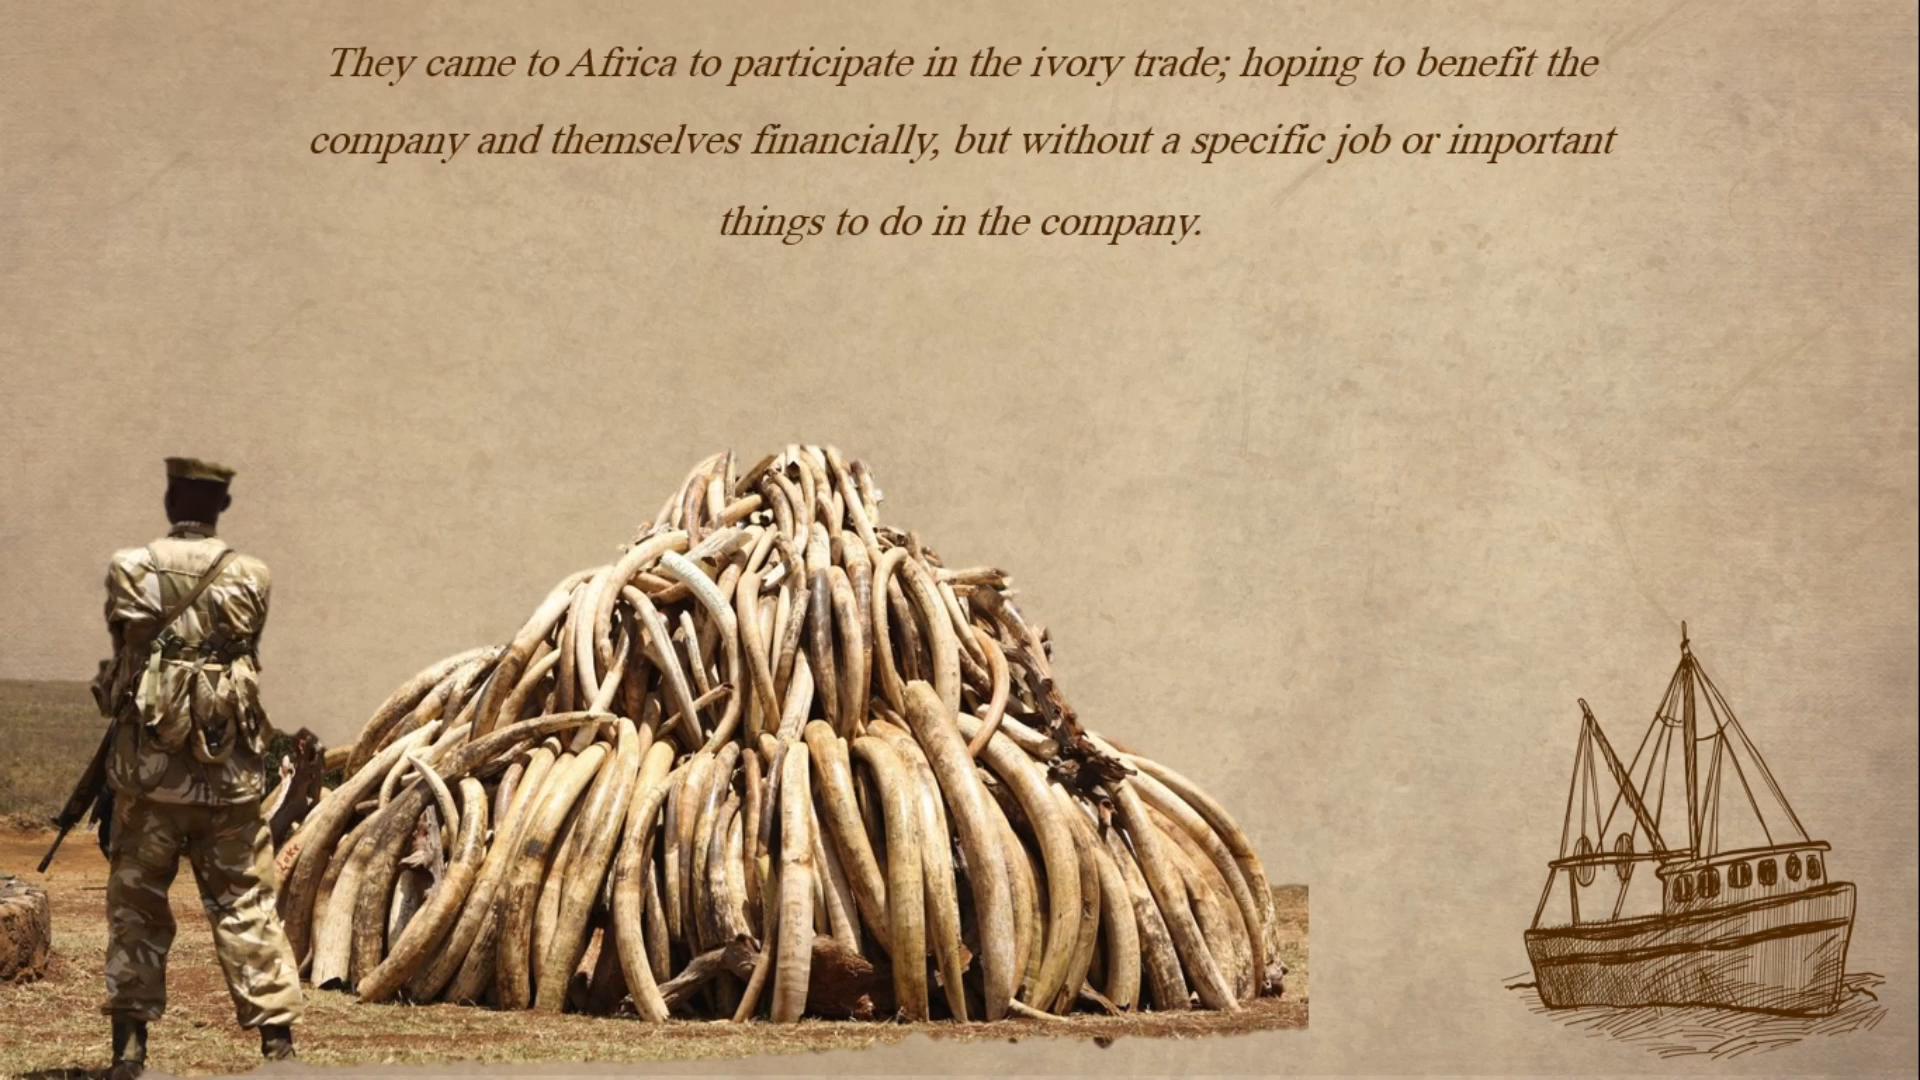 They came to Africa to participate in the ivory trade; hoping to benefit the
company and themselves financially, but without a specific job or important
things to do in the company.